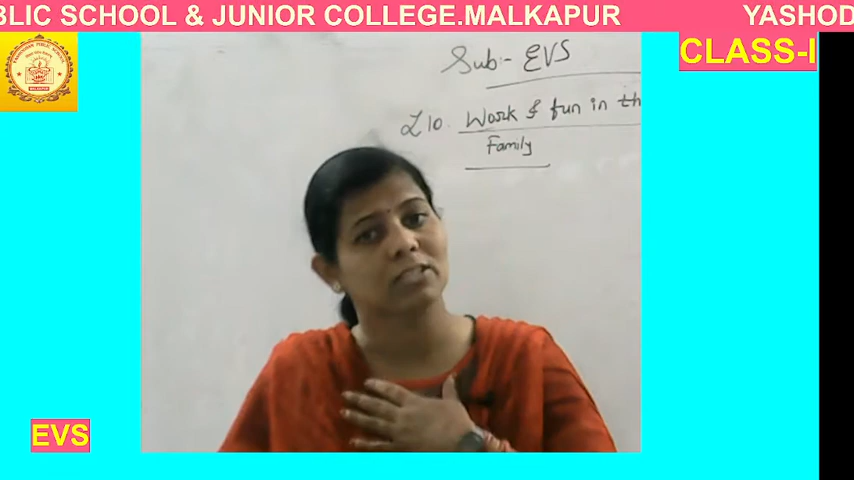 BLIC SCHOOL & JUNIOR COLLEGE.MALKAPUR YASHOD
CLASS-I
Sub:- EVS
L10. Work & fun in th
Family
EVS